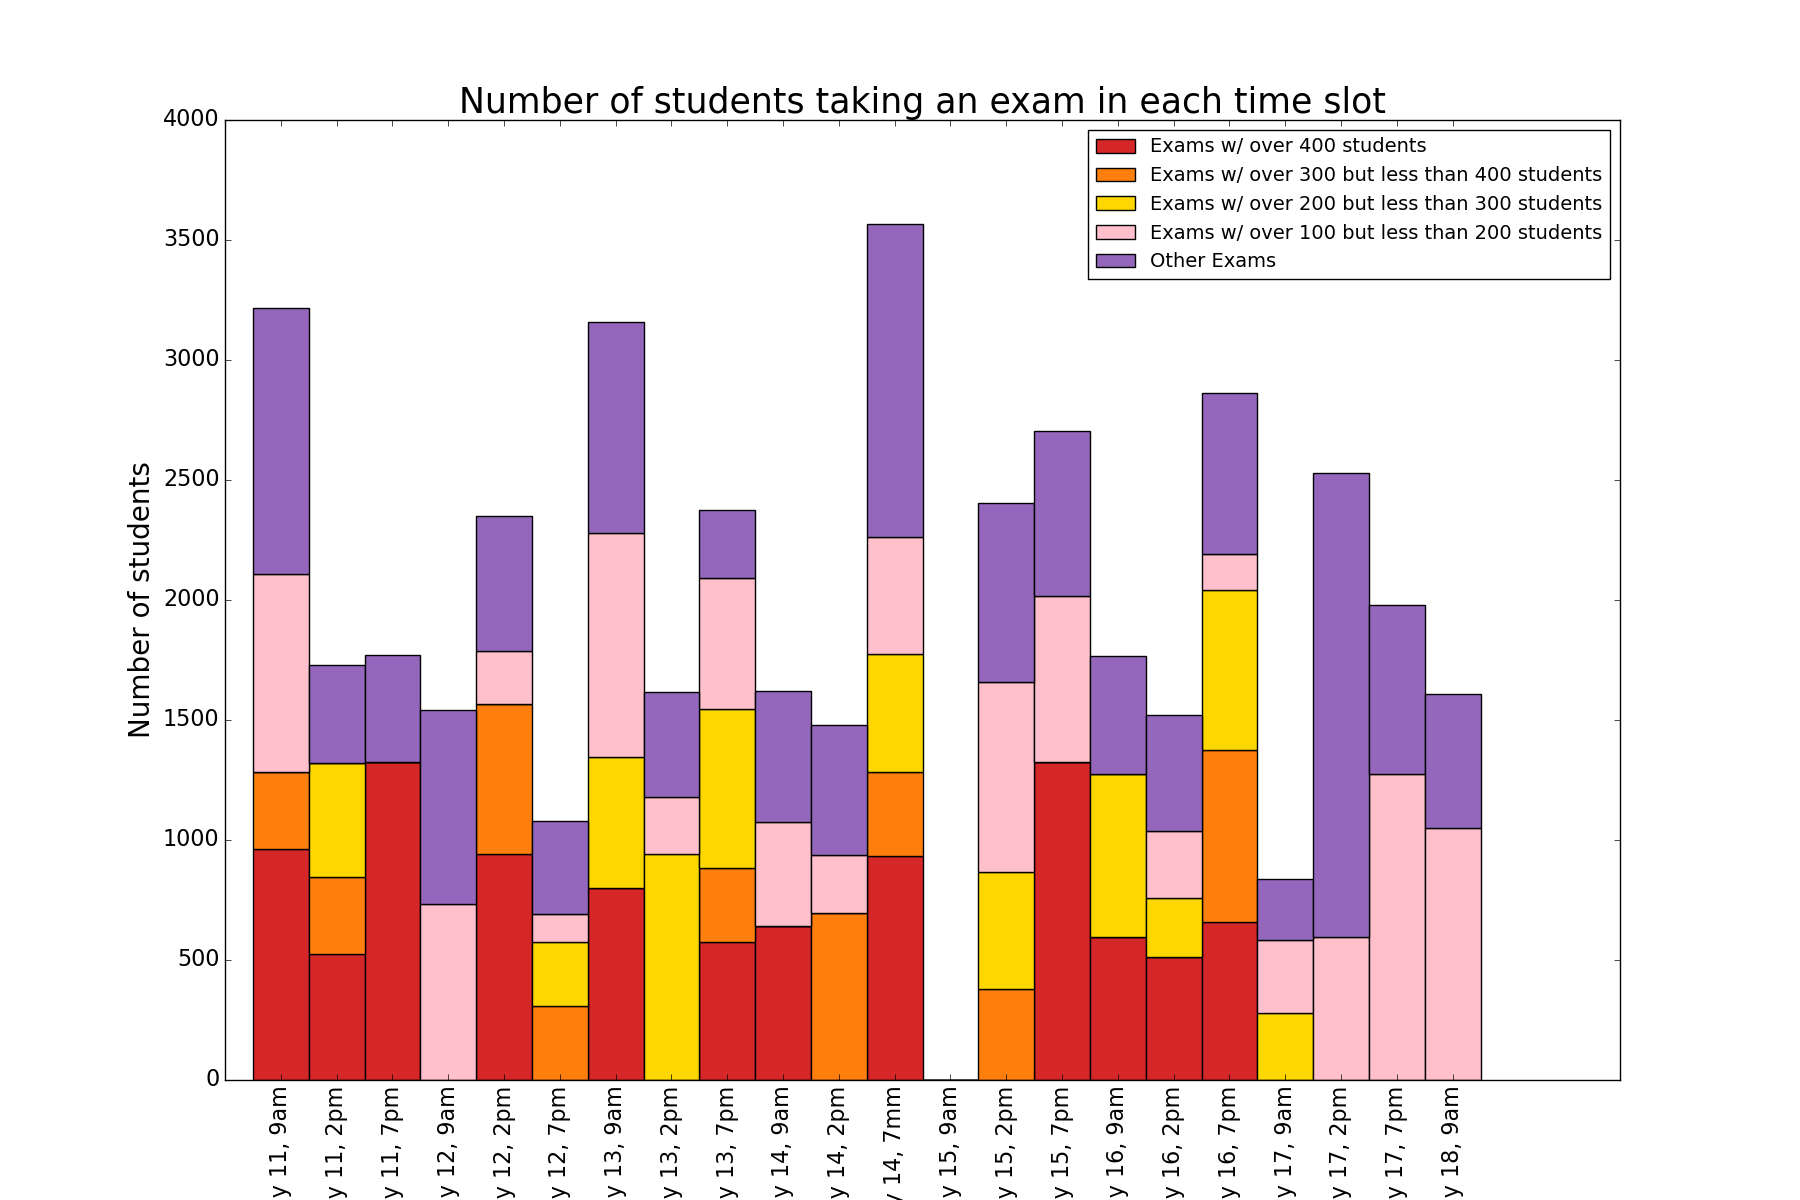 Number of students taking an exam in each time slot
Exams w/ over 400 students
Exams w/ over 300 but less than 400 students
Exams w/ over 200 but less than 300 students
Exams w/ over 100 but less than 200 students
Other Exams
Number of students
4000
3500
3000
2500
2000
1500
1000
500
0
y 11, 9am
y 11, 2pm
y 11, 7pm
y 12, 9am
y 12, 2pm
y 12, 7pm
y 13, 9am
y 13, 2pm
y 13, 7pm
y 14, 9am
y 14, 2pm
y 14, 7mm
y 15, 9am
y 15, 2pm
y 15, 7pm
y 16, 9am
y 16, 2pm
y 16, 7pm
y 17, 9am
y 17, 2pm
y 17, 7pm
y 18, 9am